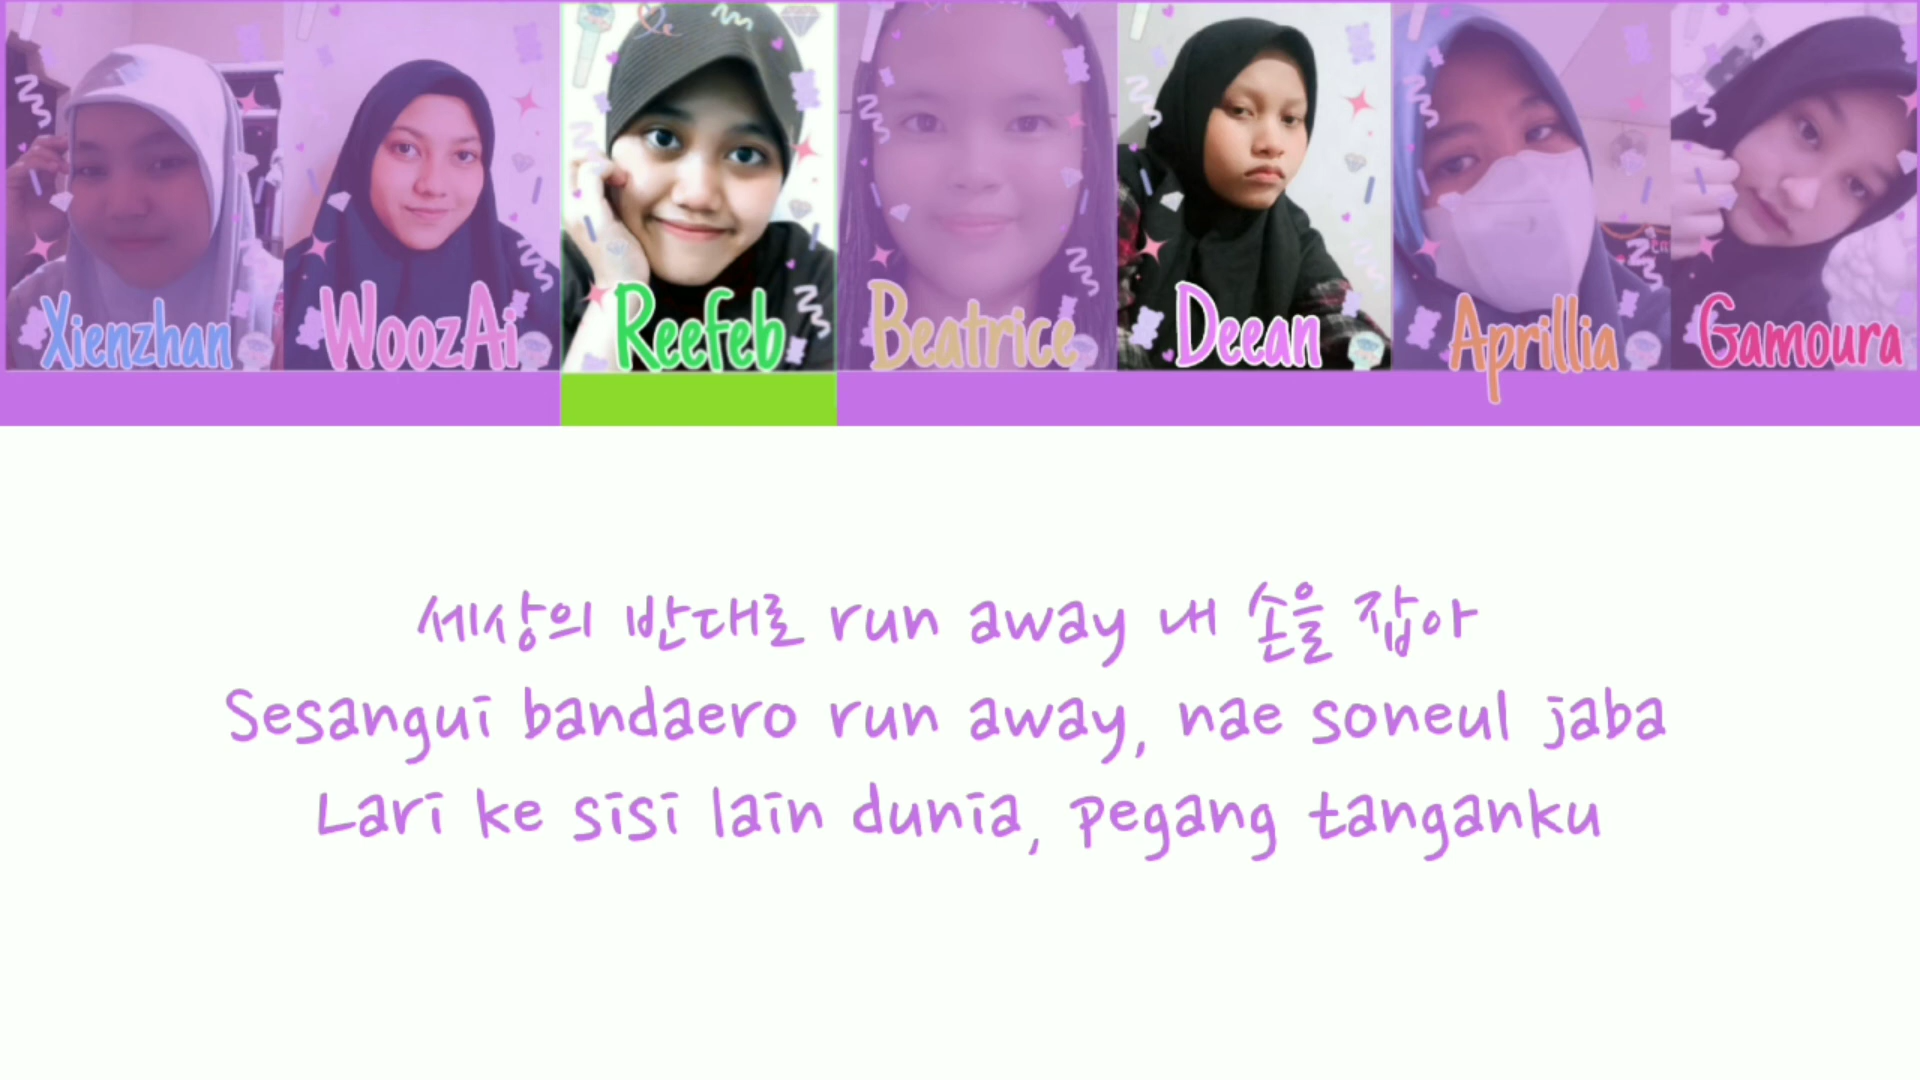 Xienzhan WoozAi Reefeb Beatrice Deean Aprillia Gamoura
세상의 반대로 run away 내 손을 잡아
Sesangui bandaero run away, nae soneul jaba
Lari ke sisi lain dunia, pegang tanganku